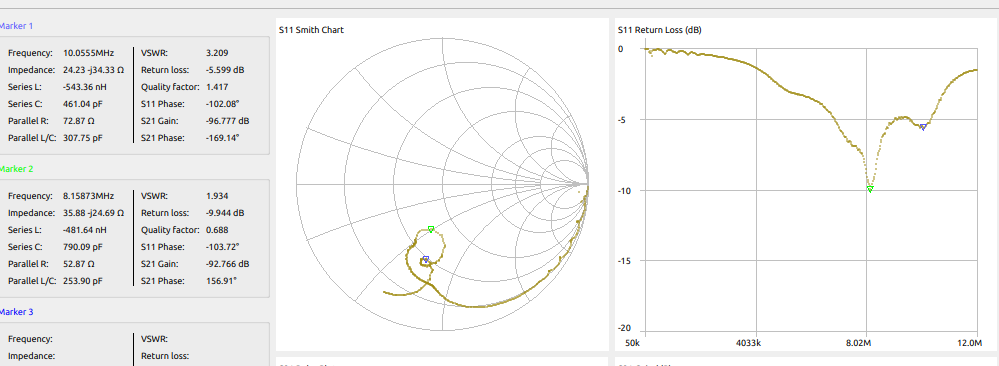 Marker 1
Frequency: 10.0555MHz VSWR: 3.209
Impedance: 24.23 -j34.33 Ω Return loss: -5.599 dB
Series L: -543.36 nH Quality factor: 1.417
Series C: 461.04 pF S11 Phase: -102.08°
Parallel R: 72.87 Ω S21 Gain: -96.777 dB
Parallel L/C: 307.75 pF S21 Phase: -169.14°
Marker 2
Frequency: 8.15873MHz VSWR: 1.934
Impedance: 35.88 -j24.69 Ω Return loss: -9.944 dB
Series L: -481.64 nH Quality factor: 0.688
Series C: 790.09 pF S11 Phase: -103.72°
Parallel R: 52.87 Ω S21 Gain: -92.766 dB
Parallel L/C: 253.90 pF S21 Phase: 156.91°
Marker 3
Frequency: VSWR:
Impedance: Return loss:
S11 Smith Chart
S11 Return Loss (dB)
0
-5
-10
-15
-20
50k 4033k 8.02M 12.0M